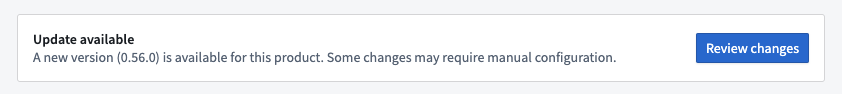 Update available
A new version (0.56.0) is available for this product. Some changes may require manual configuration.
Review changes